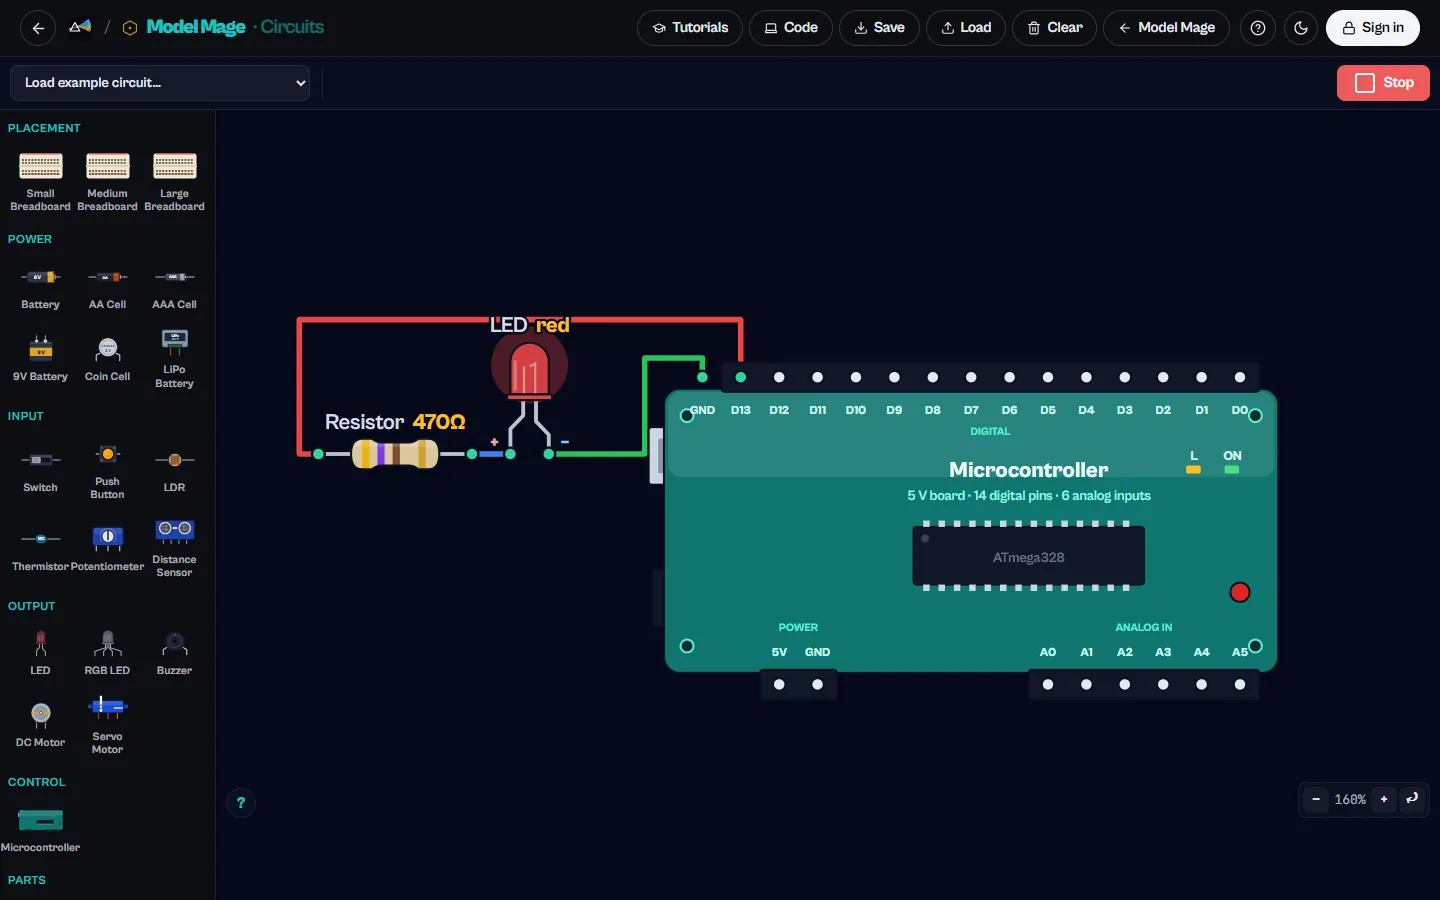 / Model Mage · Circuits
Tutorials
Code
Save
Load
Clear
Model Mage
Sign in
Load example circuit...
Stop
PLACEMENT
Small Breadboard
Medium Breadboard
Large Breadboard
POWER
Battery
AA Cell
AAA Cell
9V Battery
Coin Cell
LiPo Battery
INPUT
Switch
Push Button
LDR
Thermistor
Potentiometer
Distance Sensor
OUTPUT
LED
RGB LED
Buzzer
DC Motor
Servo Motor
CONTROL
Microcontroller
PARTS
LED red
Resistor 470Ω
+
–
GND D13 D12 D11 D10 D9 D8 D7 D6 D5 D4 D3 D2 D1 D0
DIGITAL
L ON
Microcontroller
5 V board · 14 digital pins · 6 analog inputs
ATmega328
POWER
ANALOG IN
5V GND
A0 A1 A2 A3 A4 A5
?
− 160% +